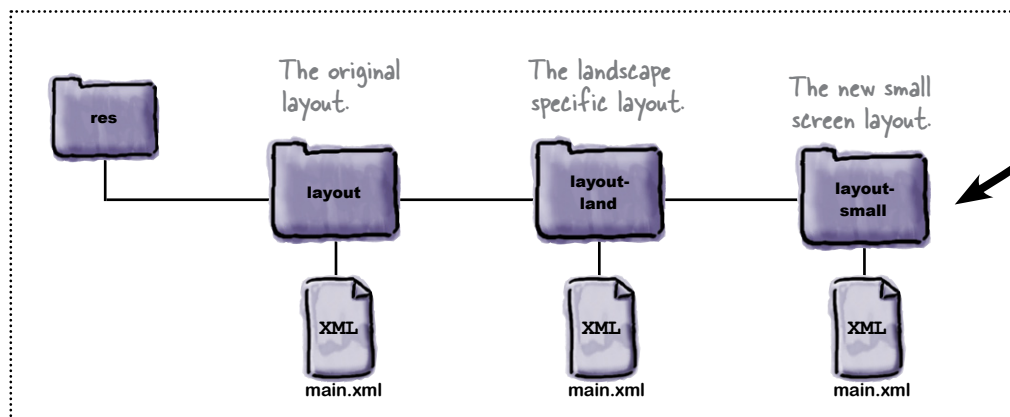 The original
layout.
The landscape
specific layout.
The new small
screen layout.
res
layout
layout-
land
layout-
small
XML
XML
XML
main.xml
main.xml
main.xml